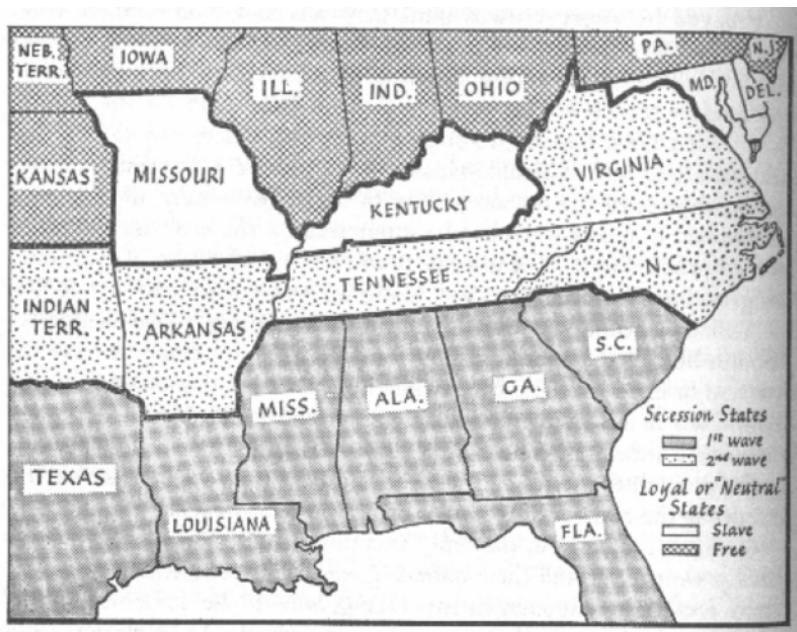 NEB.
TERR.
IOWA
ILL.
IND.
OHIO
PA.
N.J.
MD.
DEL.
KANSAS
MISSOURI
KENTUCKY
VIRGINIA
INDIAN
TERR.
ARKANSAS
TENNESSEE
N.C.
S.C.
MISS.
ALA.
GA.
TEXAS
LOUISIANA
FLA.
Secession States
1st wave
2nd wave
Loyal or "Neutral"
States
Slave
Free